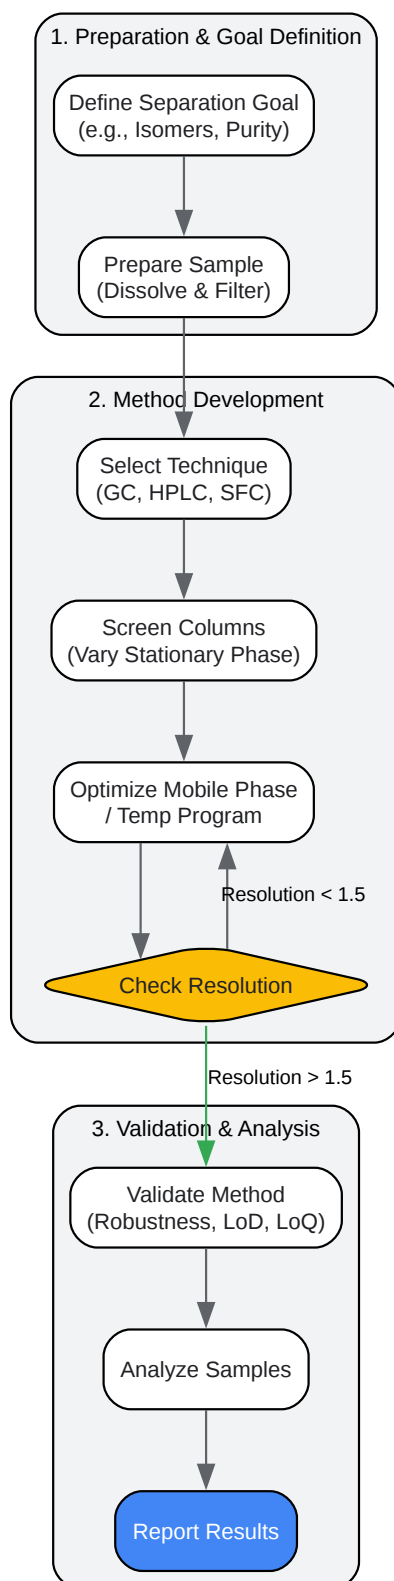 1. Preparation & Goal Definition
Define Separation Goal
(e.g., Isomers, Purity)
Prepare Sample
(Dissolve & Filter)
2. Method Development
Select Technique
(GC, HPLC, SFC)
Screen Columns
(Vary Stationary Phase)
Optimize Mobile Phase
/ Temp Program
Resolution < 1.5
Check Resolution
Resolution > 1.5
3. Validation & Analysis
Validate Method
(Robustness, LoD, LoQ)
Analyze Samples
Report Results